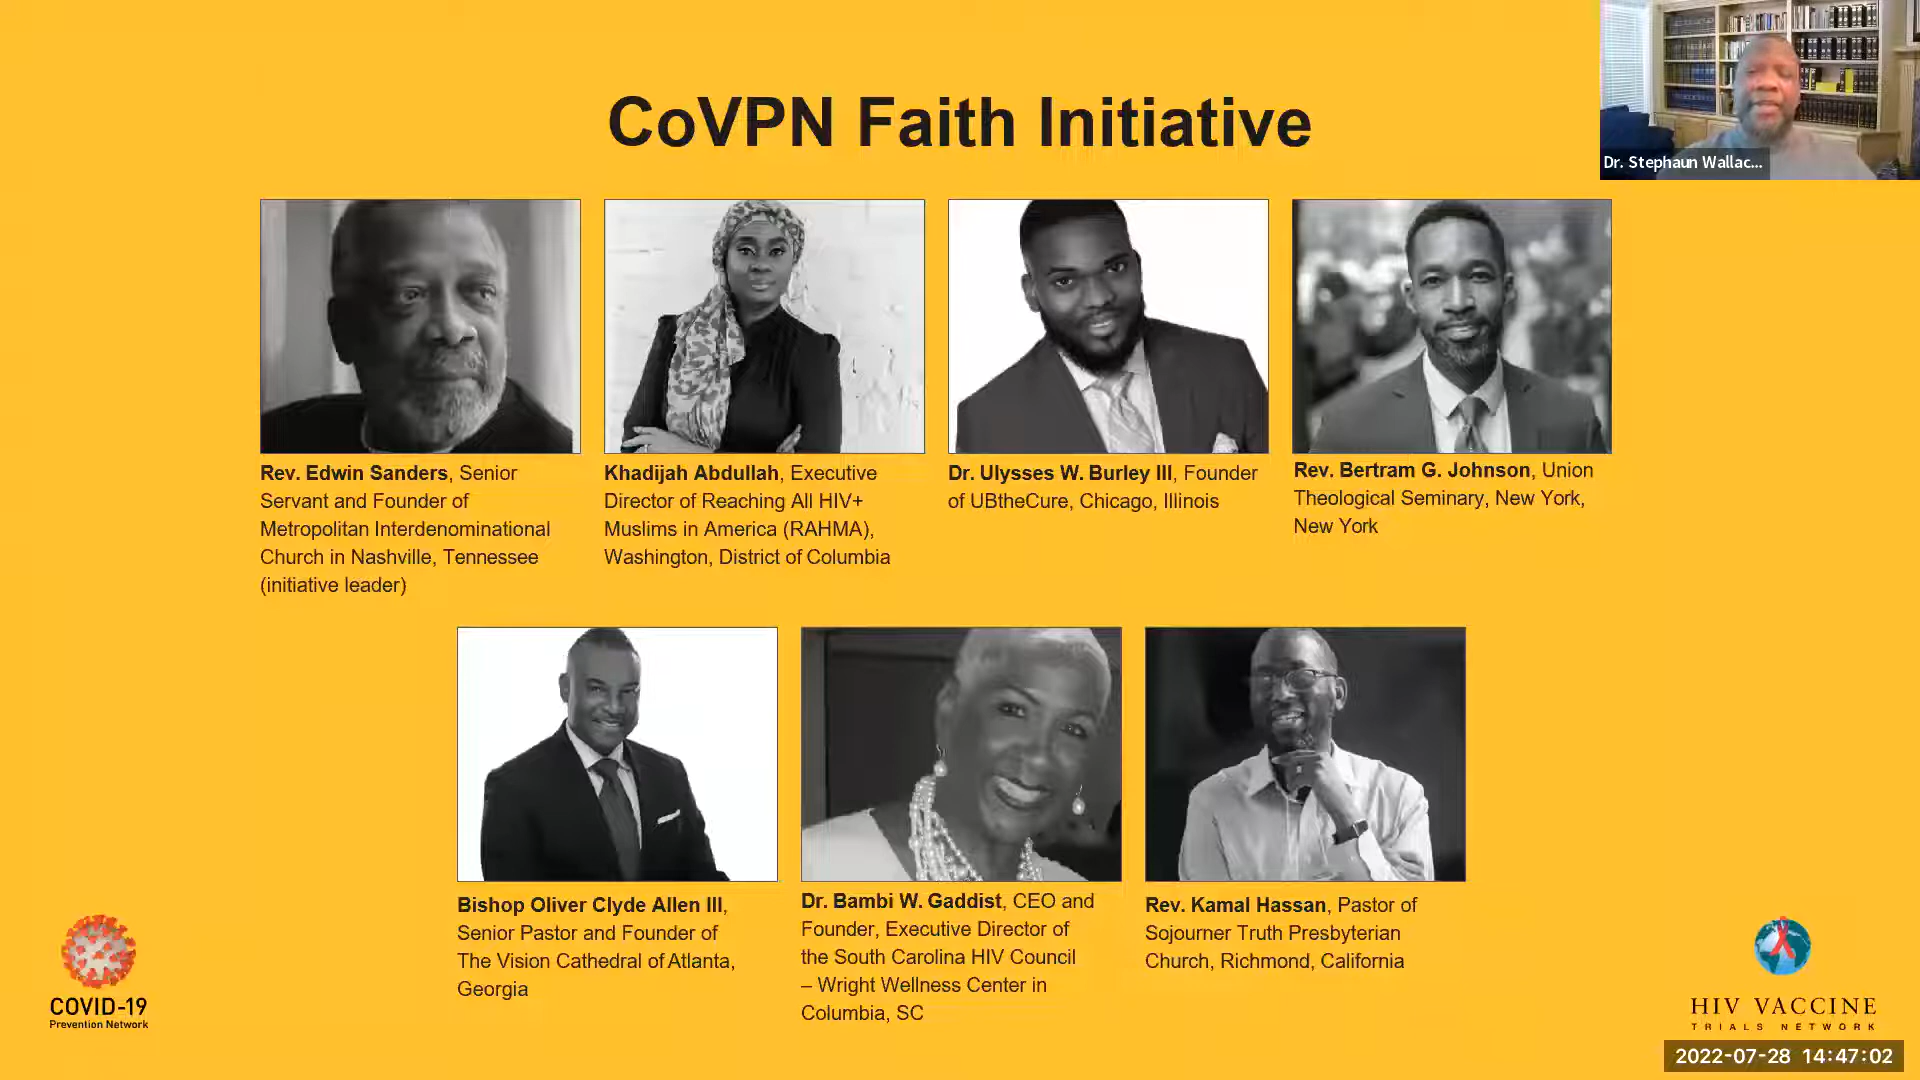 CoVPN Faith Initiative
Dr. Stephaun Wallac...
Rev. Edwin Sanders, Senior
Servant and Founder of
Metropolitan Interdenominational
Church in Nashville, Tennessee
(initiative leader)
Khadijah Abdullah, Executive
Director of Reaching All HIV+
Muslims in America (RAHMA),
Washington, District of Columbia
Dr. Ulysses W. Burley III, Founder
of UBtheCure, Chicago, Illinois
Rev. Bertram G. Johnson, Union
Theological Seminary, New York,
New York
Bishop Oliver Clyde Allen III,
Senior Pastor and Founder of
The Vision Cathedral of Atlanta,
Georgia
Dr. Bambi W. Gaddist, CEO and
Founder, Executive Director of
the South Carolina HIV Council
– Wright Wellness Center in
Columbia, SC
Rev. Kamal Hassan, Pastor of
Sojourner Truth Presbyterian
Church, Richmond, California
COVID-19
Prevention Network
HIV VACCINE
TRIALS NETWORK
2022-07-28 14:47:02